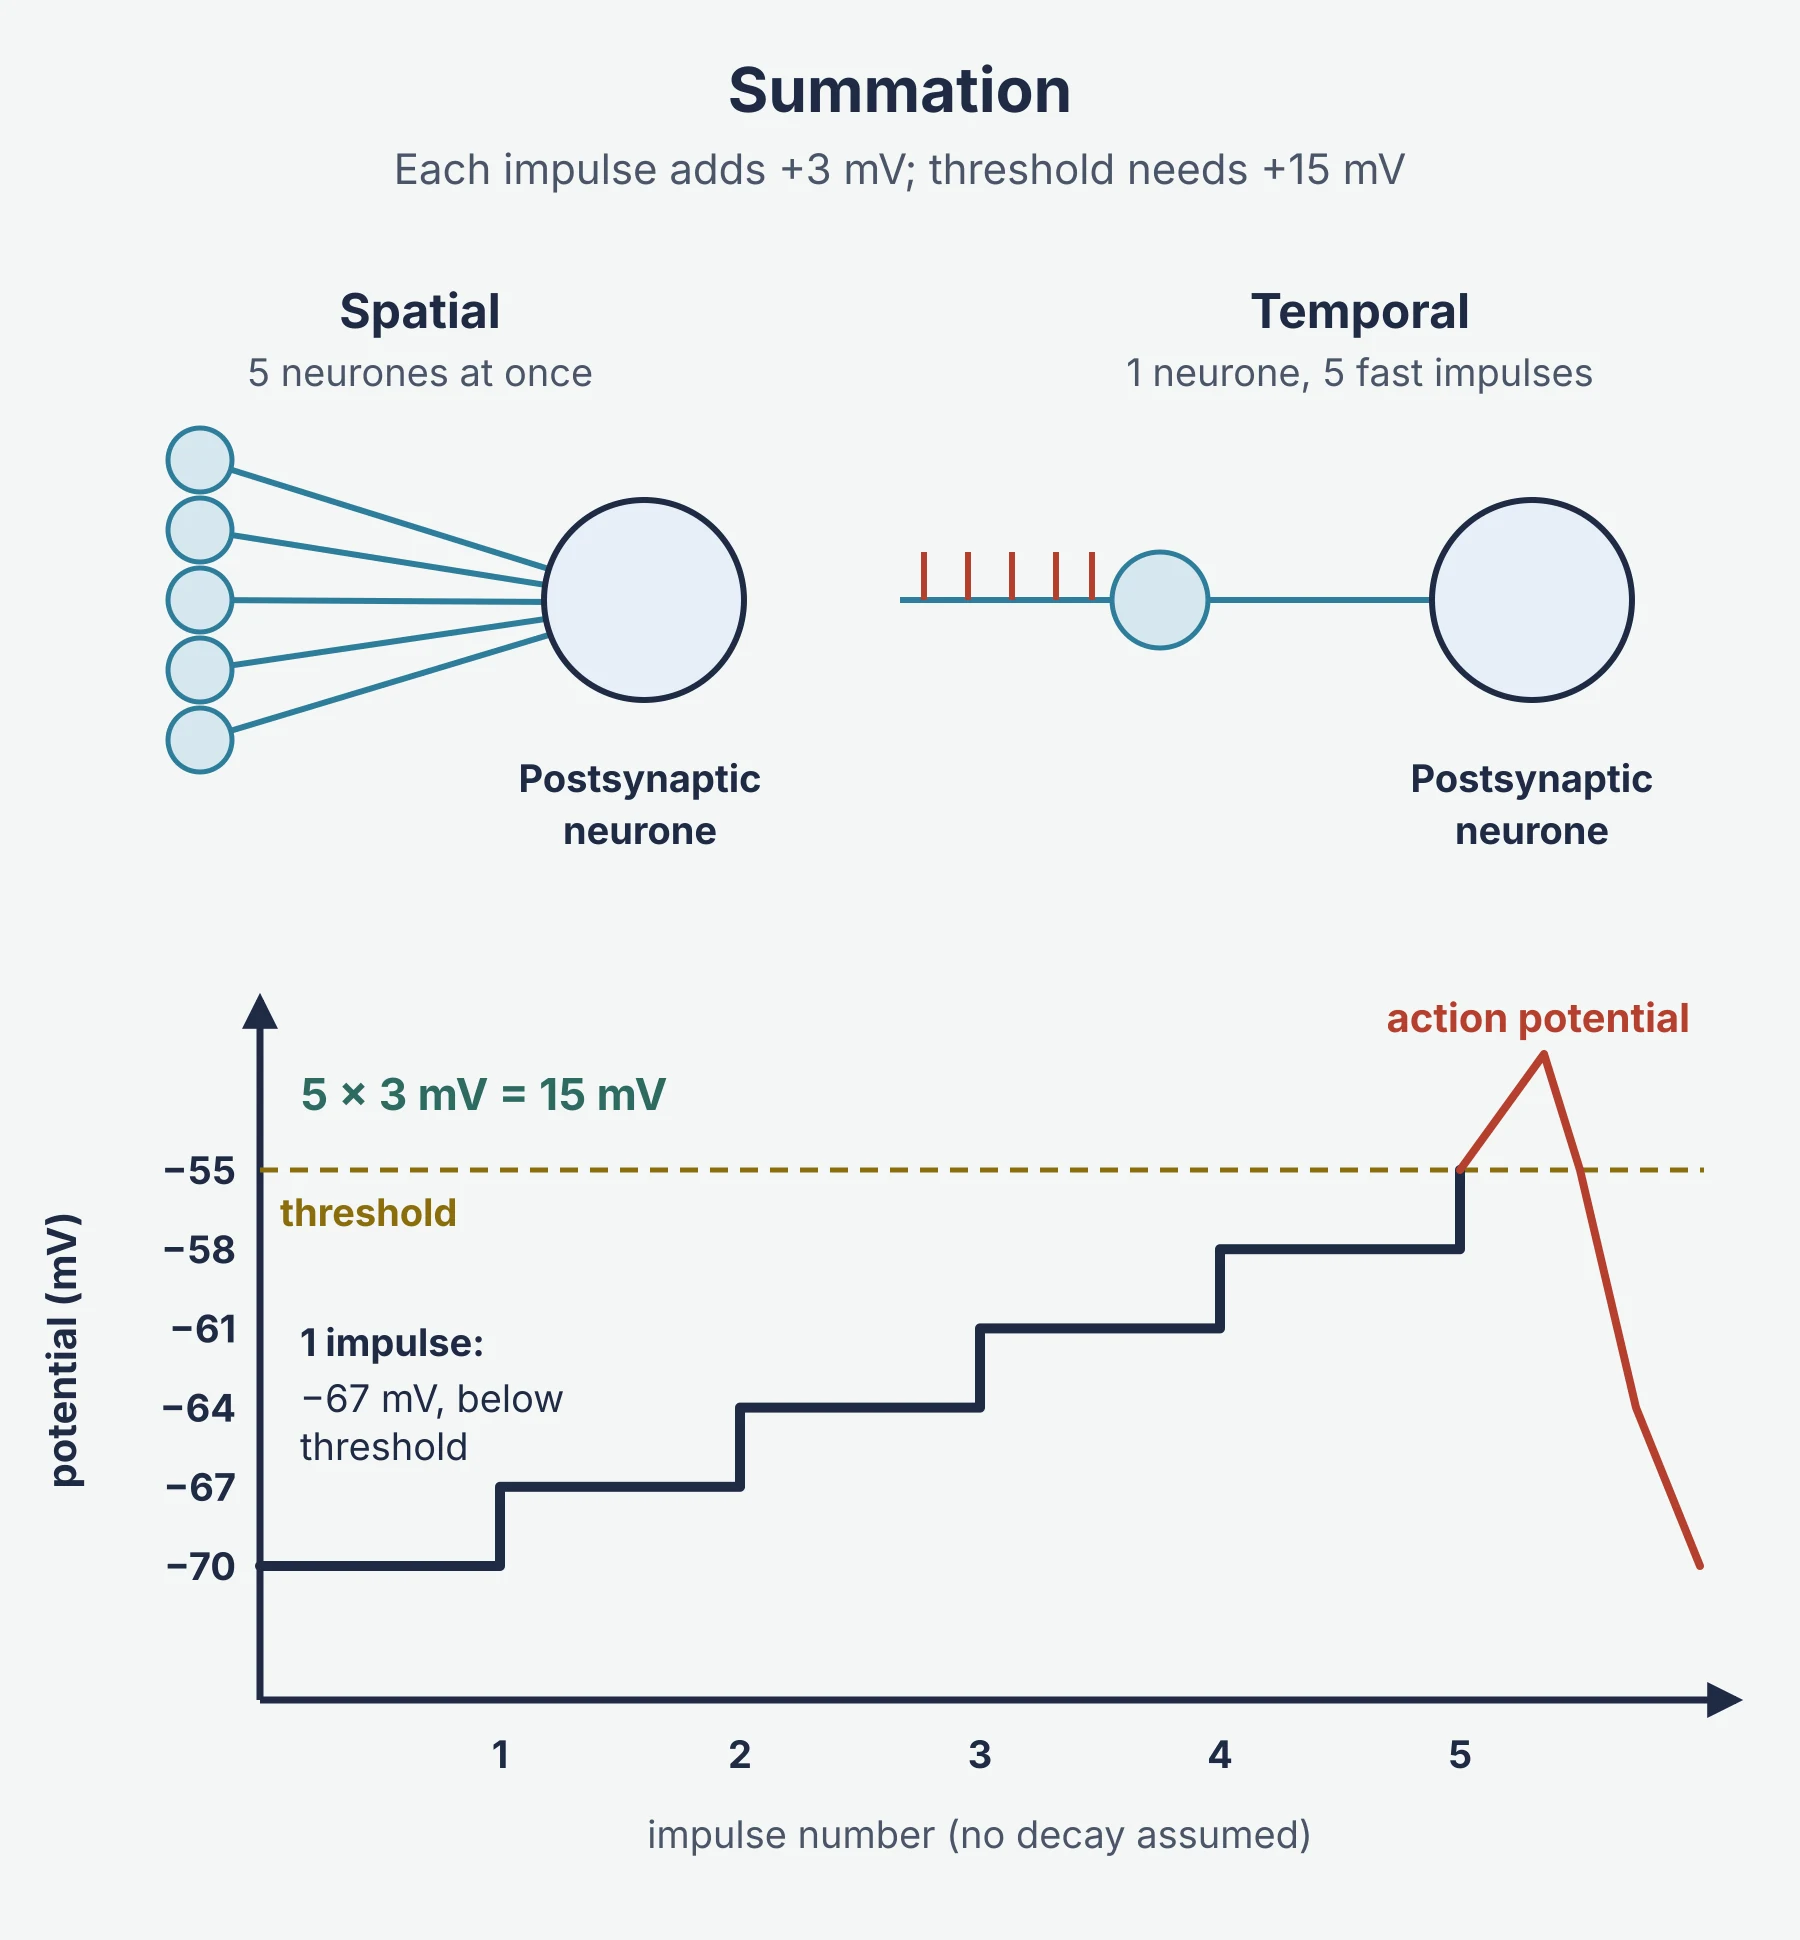 Summation
Each impulse adds +3 mV; threshold needs +15 mV
Spatial
5 neurones at once
Temporal
1 neurone, 5 fast impulses
Postsynaptic
neurone
Postsynaptic
neurone
action potential
5 × 3 mV = 15 mV
−55
threshold
−58
−61
1 impulse:
−67 mV, below
threshold
−64
−67
−70
potential (mV)
1
2
3
4
5
impulse number (no decay assumed)